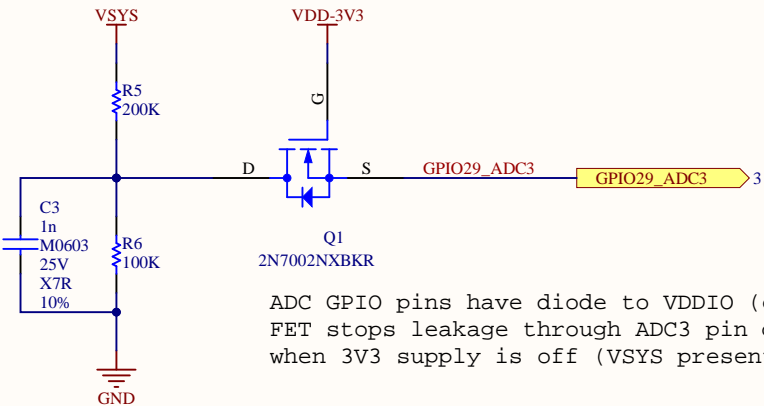 VSYS
VDD-3V3
R5
200K
G
D
S
GPIO29_ADC3
GPIO29_ADC3
3
C3
1n
M0603
25V
X7R
10%
R6
100K
Q1
2N7002NXBKR
ADC GPIO pins have diode to VDDIO
FET stops leakage through ADC3 pin
when 3V3 supply is off (VSYS present
GND